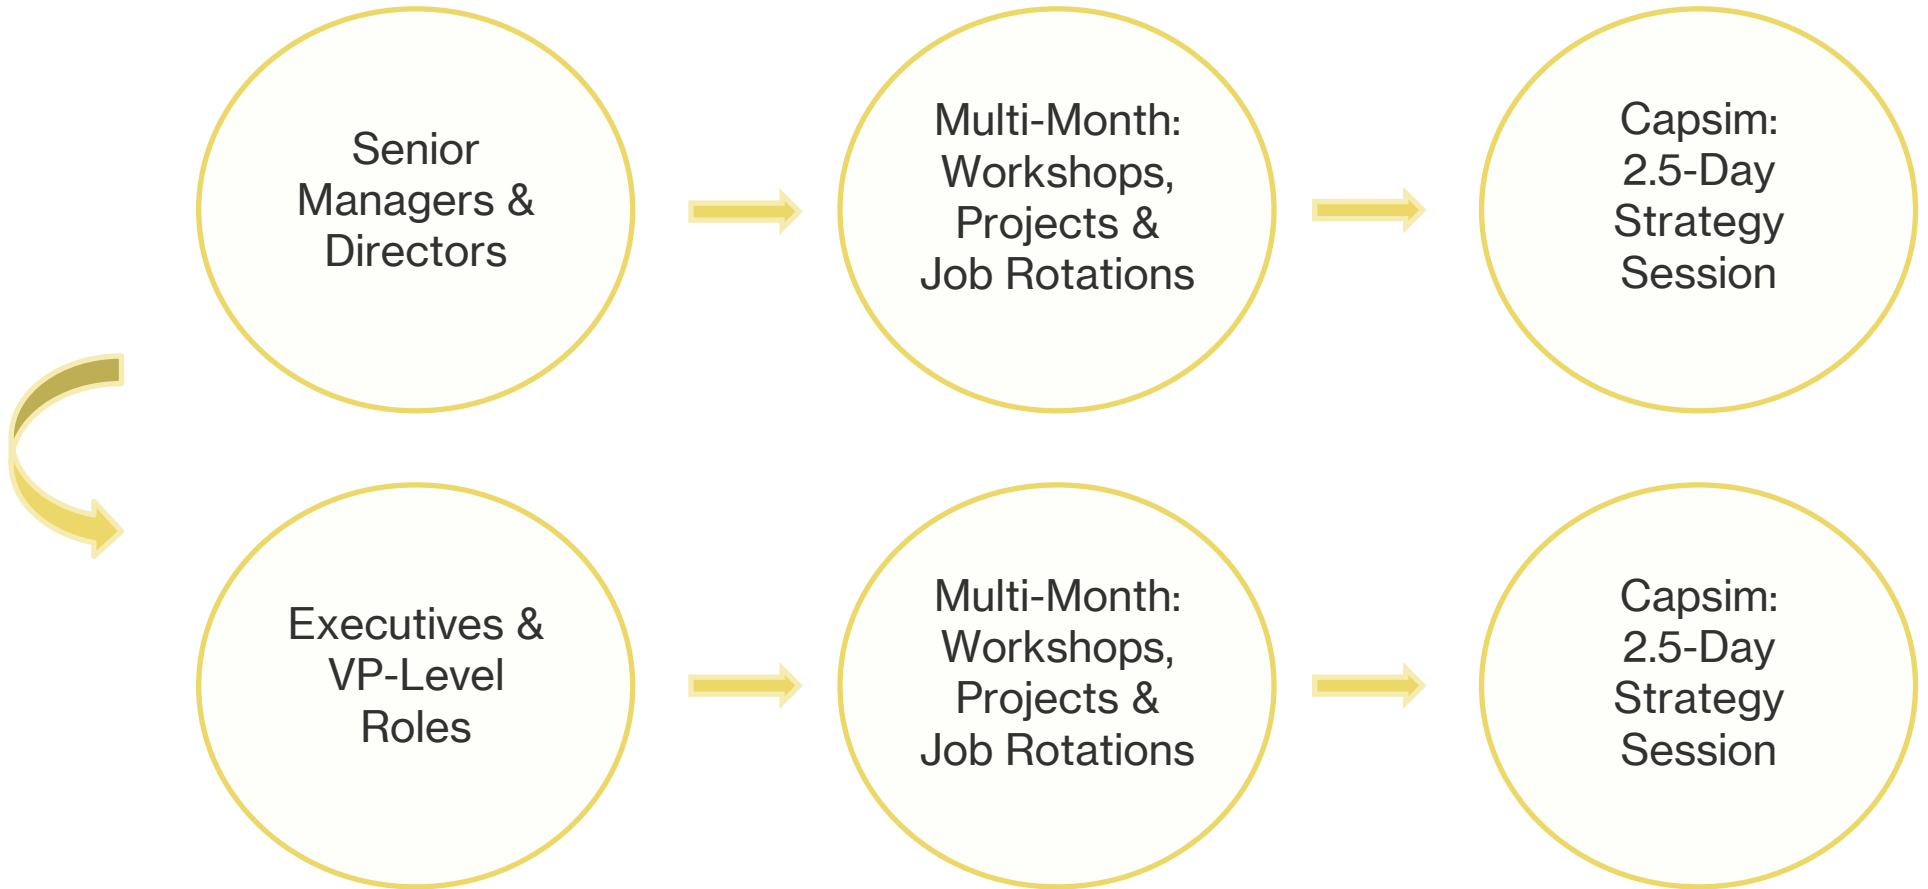 Senior
Managers &
Directors
Multi-Month:
Workshops,
Projects &
Job Rotations
Capsim:
2.5-Day
Strategy
Session
Executives &
VP-Level
Roles
Multi-Month:
Workshops,
Projects &
Job Rotations
Capsim:
2.5-Day
Strategy
Session